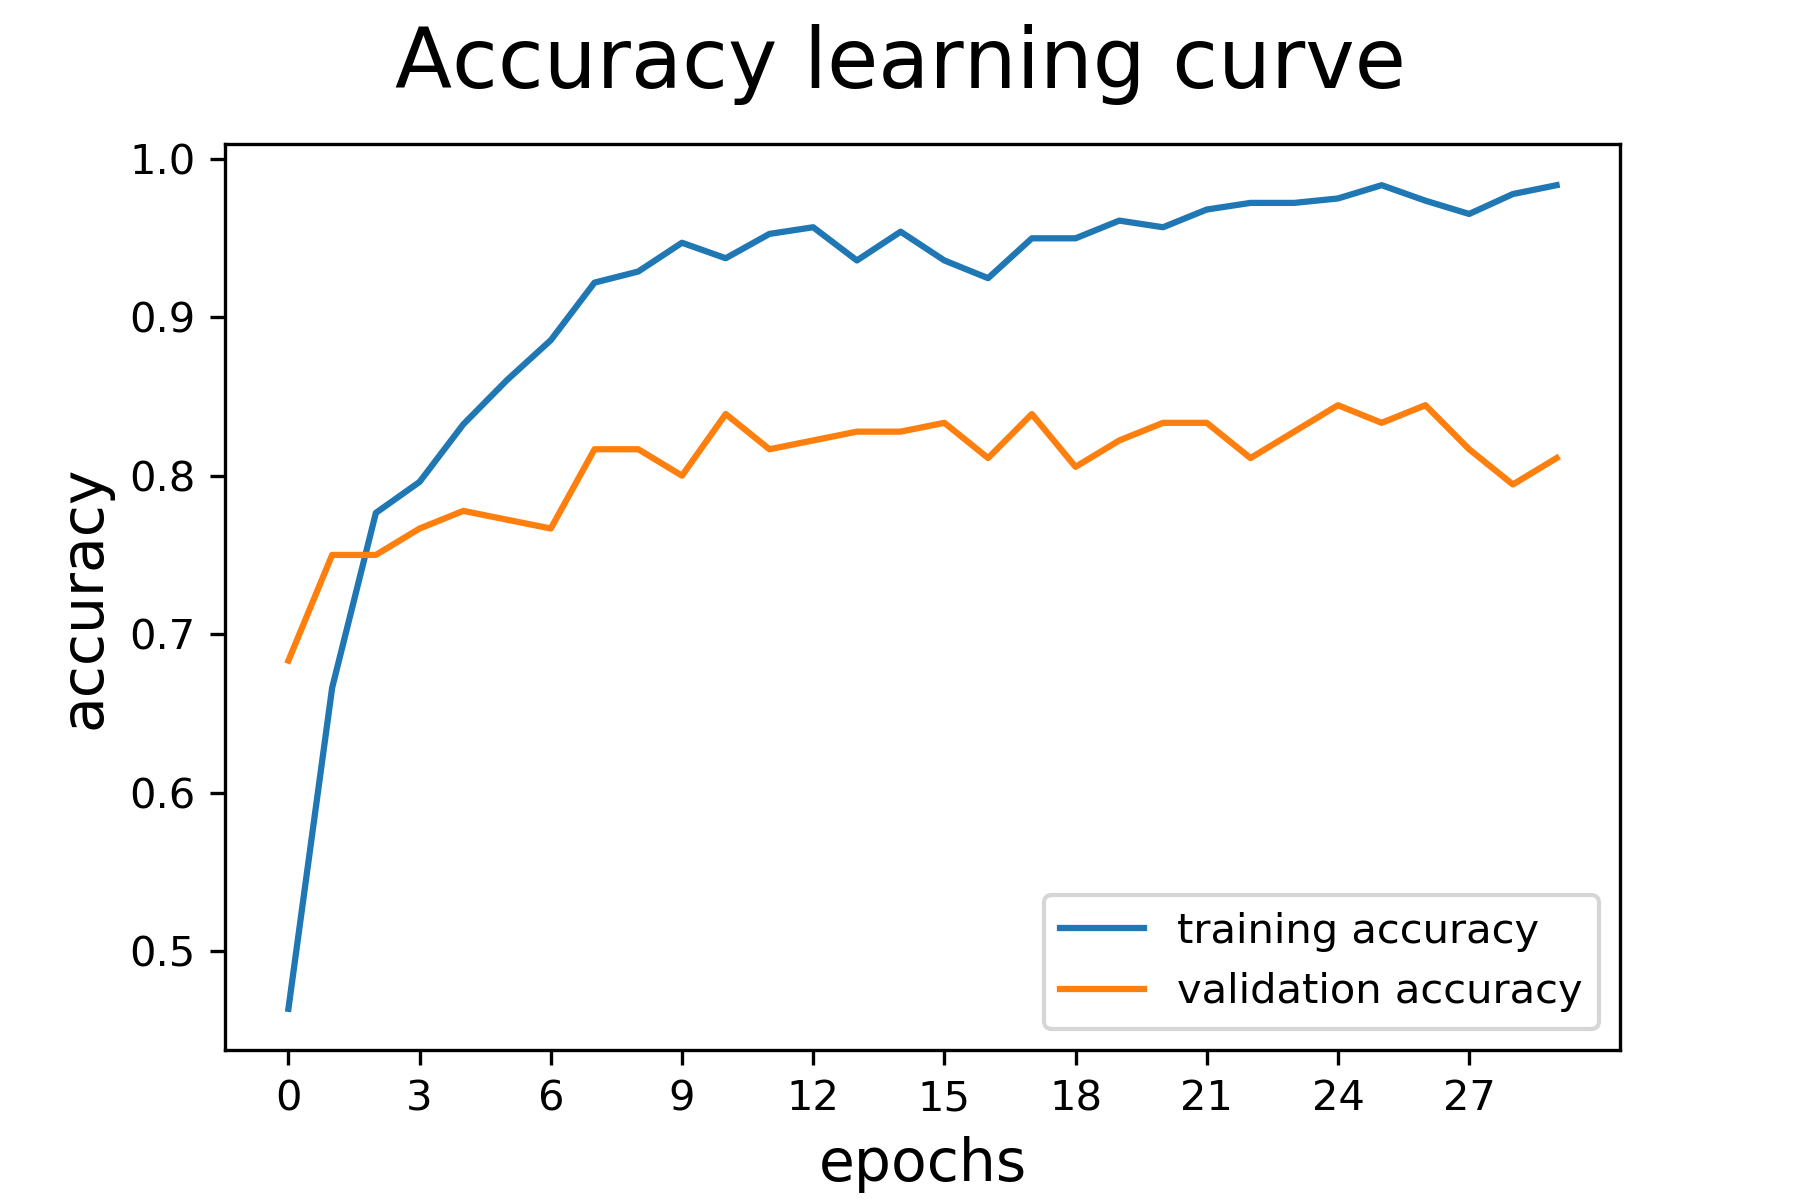 Accuracy learning curve
1.0
0.9
0.8
0.7
0.6
0.5
accuracy
training accuracy
validation accuracy
0 3 6 9 12 15 18 21 24 27
epochs